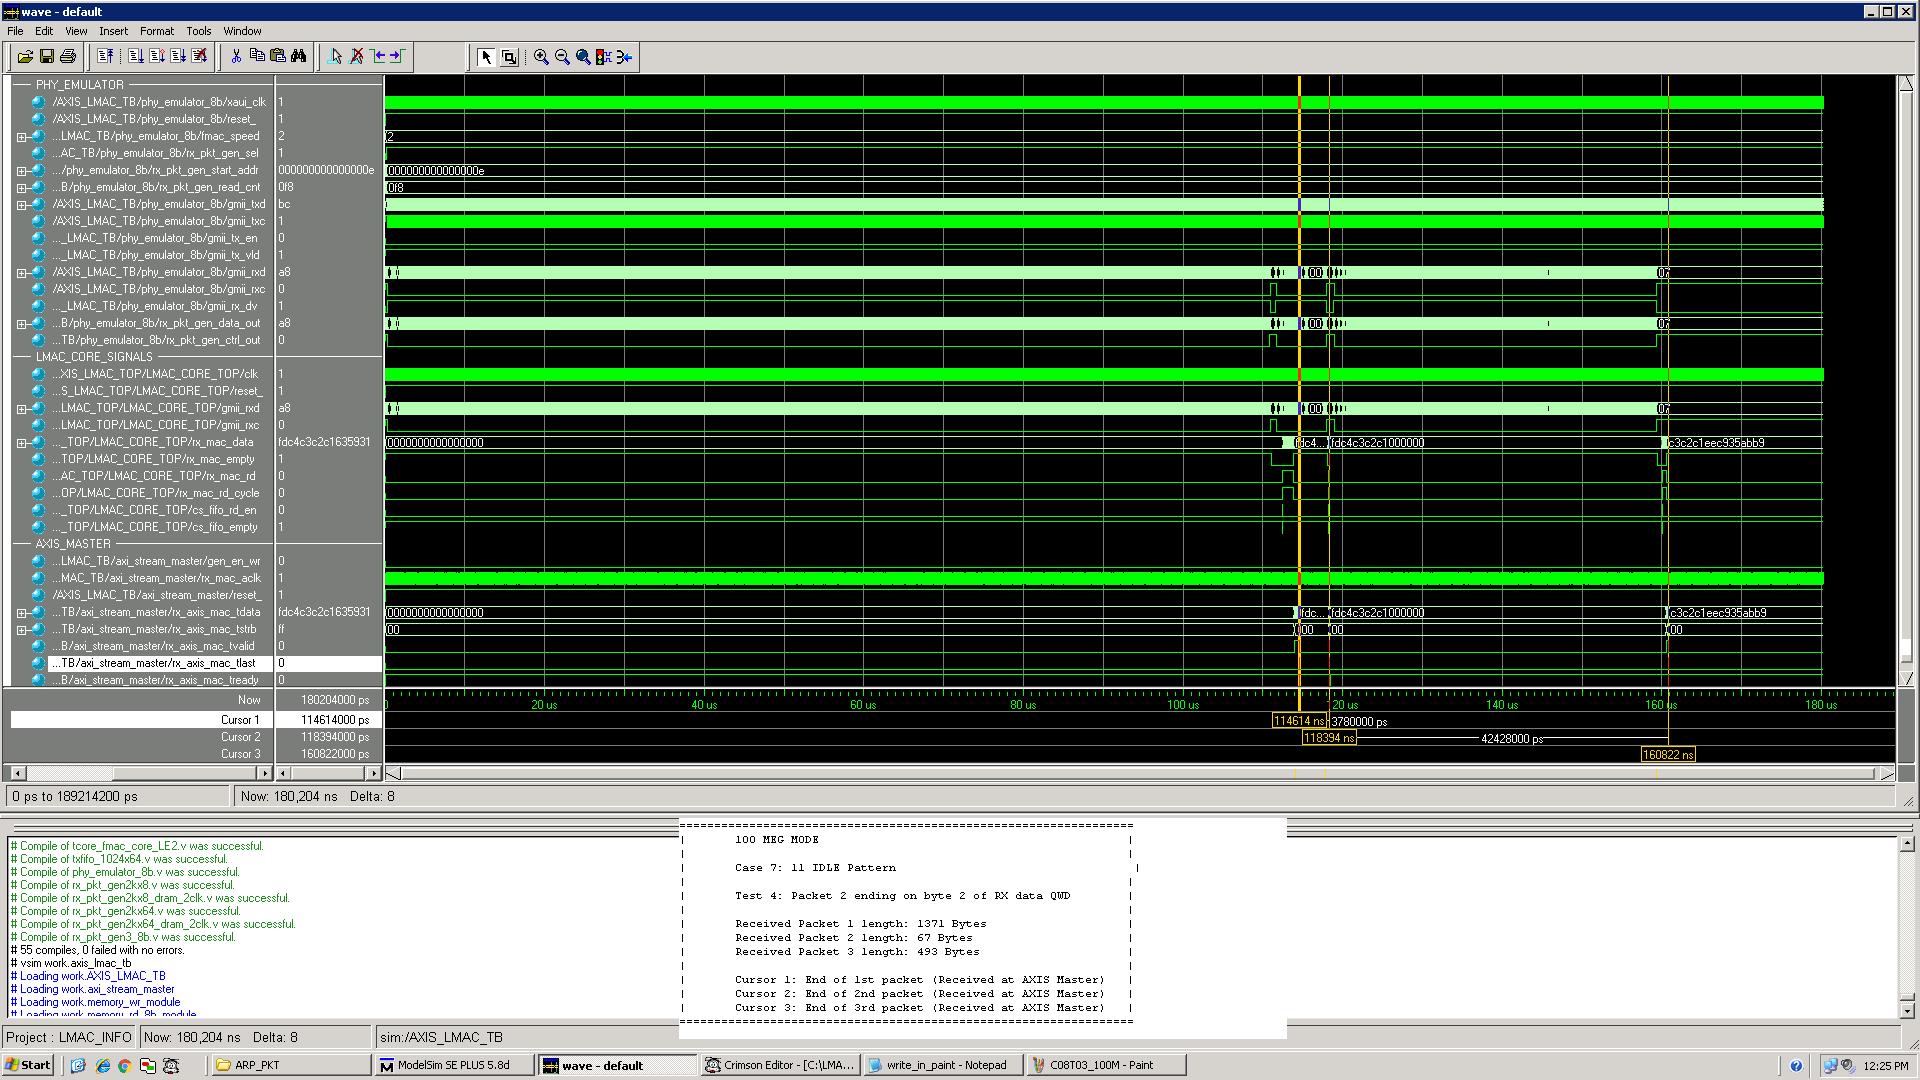 wave - default
File Edit View Insert Format Tools Window
PHY_EMULATOR
/AXIS_LMAC_TB/phy_emulator_8b/xaui_clk 1
/AXIS_LMAC_TB/phy_emulator_8b/reset_ 1
...LMAC_TB/phy_emulator_8b/fmac_speed 2 2
...AC_TB/phy_emulator_8b/rx_pkt_gen_sel 1
.../phy_emulator_8b/rx_pkt_gen_start_addr 000000000000000e 000000000000000e
...B/phy_emulator_8b/rx_pkt_gen_read_cnt 0f8 0f8
/AXIS_LMAC_TB/phy_emulator_8b/gmii_txd bc
/AXIS_LMAC_TB/phy_emulator_8b/gmii_txc 1
..._LMAC_TB/phy_emulator_8b/gmii_tx_en 0
..._LMAC_TB/phy_emulator_8b/gmii_tx_vld 1
/AXIS_LMAC_TB/phy_emulator_8b/gmii_rxd a8 00 07
/AXIS_LMAC_TB/phy_emulator_8b/gmii_rxc 0
..._LMAC_TB/phy_emulator_8b/gmii_rx_dv 1
...B/phy_emulator_8b/rx_pkt_gen_data_out a8 00 07
...TB/phy_emulator_8b/rx_pkt_gen_ctrl_out 0
LMAC_CORE_SIGNALS
...XIS_LMAC_TOP/LMAC_CORE_TOP/clk 1
...S_LMAC_TOP/LMAC_CORE_TOP/reset_ 1
...LMAC_TOP/LMAC_CORE_TOP/gmii_rxd a8 00 07
...LMAC_TOP/LMAC_CORE_TOP/gmii_rxc 0
..._TOP/LMAC_CORE_TOP/rx_mac_data fdc4c3c2c1635931 0000000000000000 fdc4... fdc4c3c2c1000000 c3c2c1eec935abb9
...TOP/LMAC_CORE_TOP/rx_mac_empty 1
...AC_TOP/LMAC_CORE_TOP/rx_mac_rd 0
...OP/LMAC_CORE_TOP/rx_mac_rd_cycle 0
..._TOP/LMAC_CORE_TOP/cs_fifo_rd_en 0
..._TOP/LMAC_CORE_TOP/cs_fifo_empty 1
AXIS_MASTER
...LMAC_TB/axi_stream_master/gen_en_wr 0
...MAC_TB/axi_stream_master/rx_mac_aclk 1
/AXIS_LMAC_TB/axi_stream_master/reset_ 1
...TB/axi_stream_master/rx_axis_mac_tdata fdc4c3c2c1635931 0000000000000000 fdc... fdc4c3c2c1000000 c3c2c1eec935abb9
...TB/axi_stream_master/rx_axis_mac_tstrb ff 00 00 00 00
...B/axi_stream_master/rx_axis_mac_tvalid 0
...TB/axi_stream_master/rx_axis_mac_tlast 0
...B/axi_stream_master/rx_axis_mac_tready 0
Now 180204000 ps 0 20 us 40 us 60 us 80 us 100 us 20 us 140 us 160 us 180 us
Cursor 1 114614000 ps 114614 ns 3780000 ps
Cursor 2 118394000 ps 118394 ns 42428000 ps
Cursor 3 160822000 ps 160822 ns
0 ps to 189214200 ps Now: 180,204 ns Delta: 8
# Compile of tcore_fmac_core_LE2.v was successful.
# Compile of txfifo_1024x64.v was successful.
# Compile of phy_emulator_8b.v was successful.
# Compile of rx_pkt_gen2kx8.v was successful.
# Compile of rx_pkt_gen2kx8_dram_2clk.v was successful.
# Compile of rx_pkt_gen2kx64.v was successful.
# Compile of rx_pkt_gen2kx64_dram_2clk.v was successful.
# Compile of rx_pkt_gen3_8b.v was successful.
# 55 compiles, 0 failed with no errors.
# vsim work.axis_lmac_tb
# Loading work.AXIS_LMAC_TB
# Loading work.axi_stream_master
# Loading work.memory_wr_module
# Loading work.memory_rd_8b_module
100 MEG MODE
Case 7: 11 IDLE Pattern
Test 4: Packet 2 ending on byte 2 of RX data QWD
Received Packet 1 length: 1371 Bytes
Received Packet 2 length: 67 Bytes
Received Packet 3 length: 493 Bytes
Cursor 1: End of 1st packet (Received at AXIS Master)
Cursor 2: End of 2nd packet (Received at AXIS Master)
Cursor 3: End of 3rd packet (Received at AXIS Master)
Project : LMAC_INFO Now: 180,204 ns Delta: 8 sim:/AXIS_LMAC_TB
Start ARP_PKT ModelSim SE PLUS 5.8d wave - default Crimson Editor - [C:\LMA... write_in_paint - Notepad C08T03_100M - Paint 12:25 PM